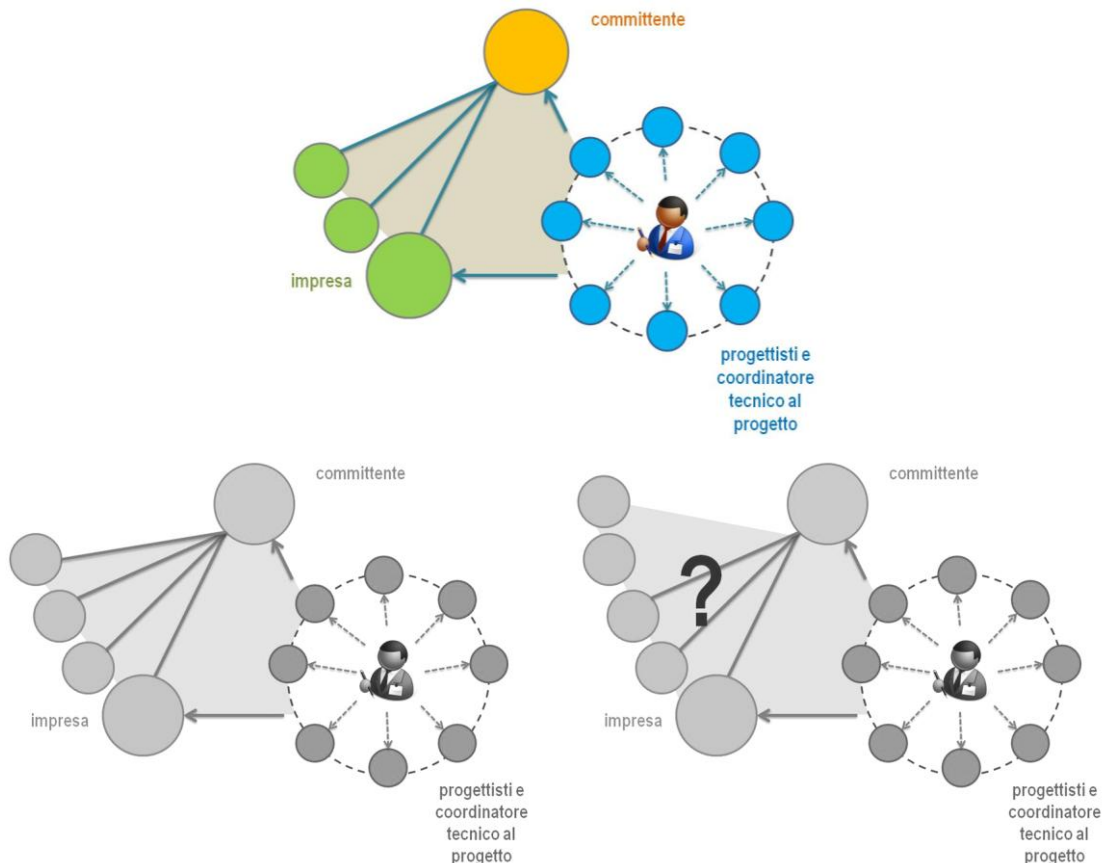 committente
impresa
progettisti e
coordinatore
tecnico al
progetto
committente
impresa
progettisti e
coordinatore
tecnico al
progetto
committente
?
impresa
progettisti e
coordinatore
tecnico al
progetto